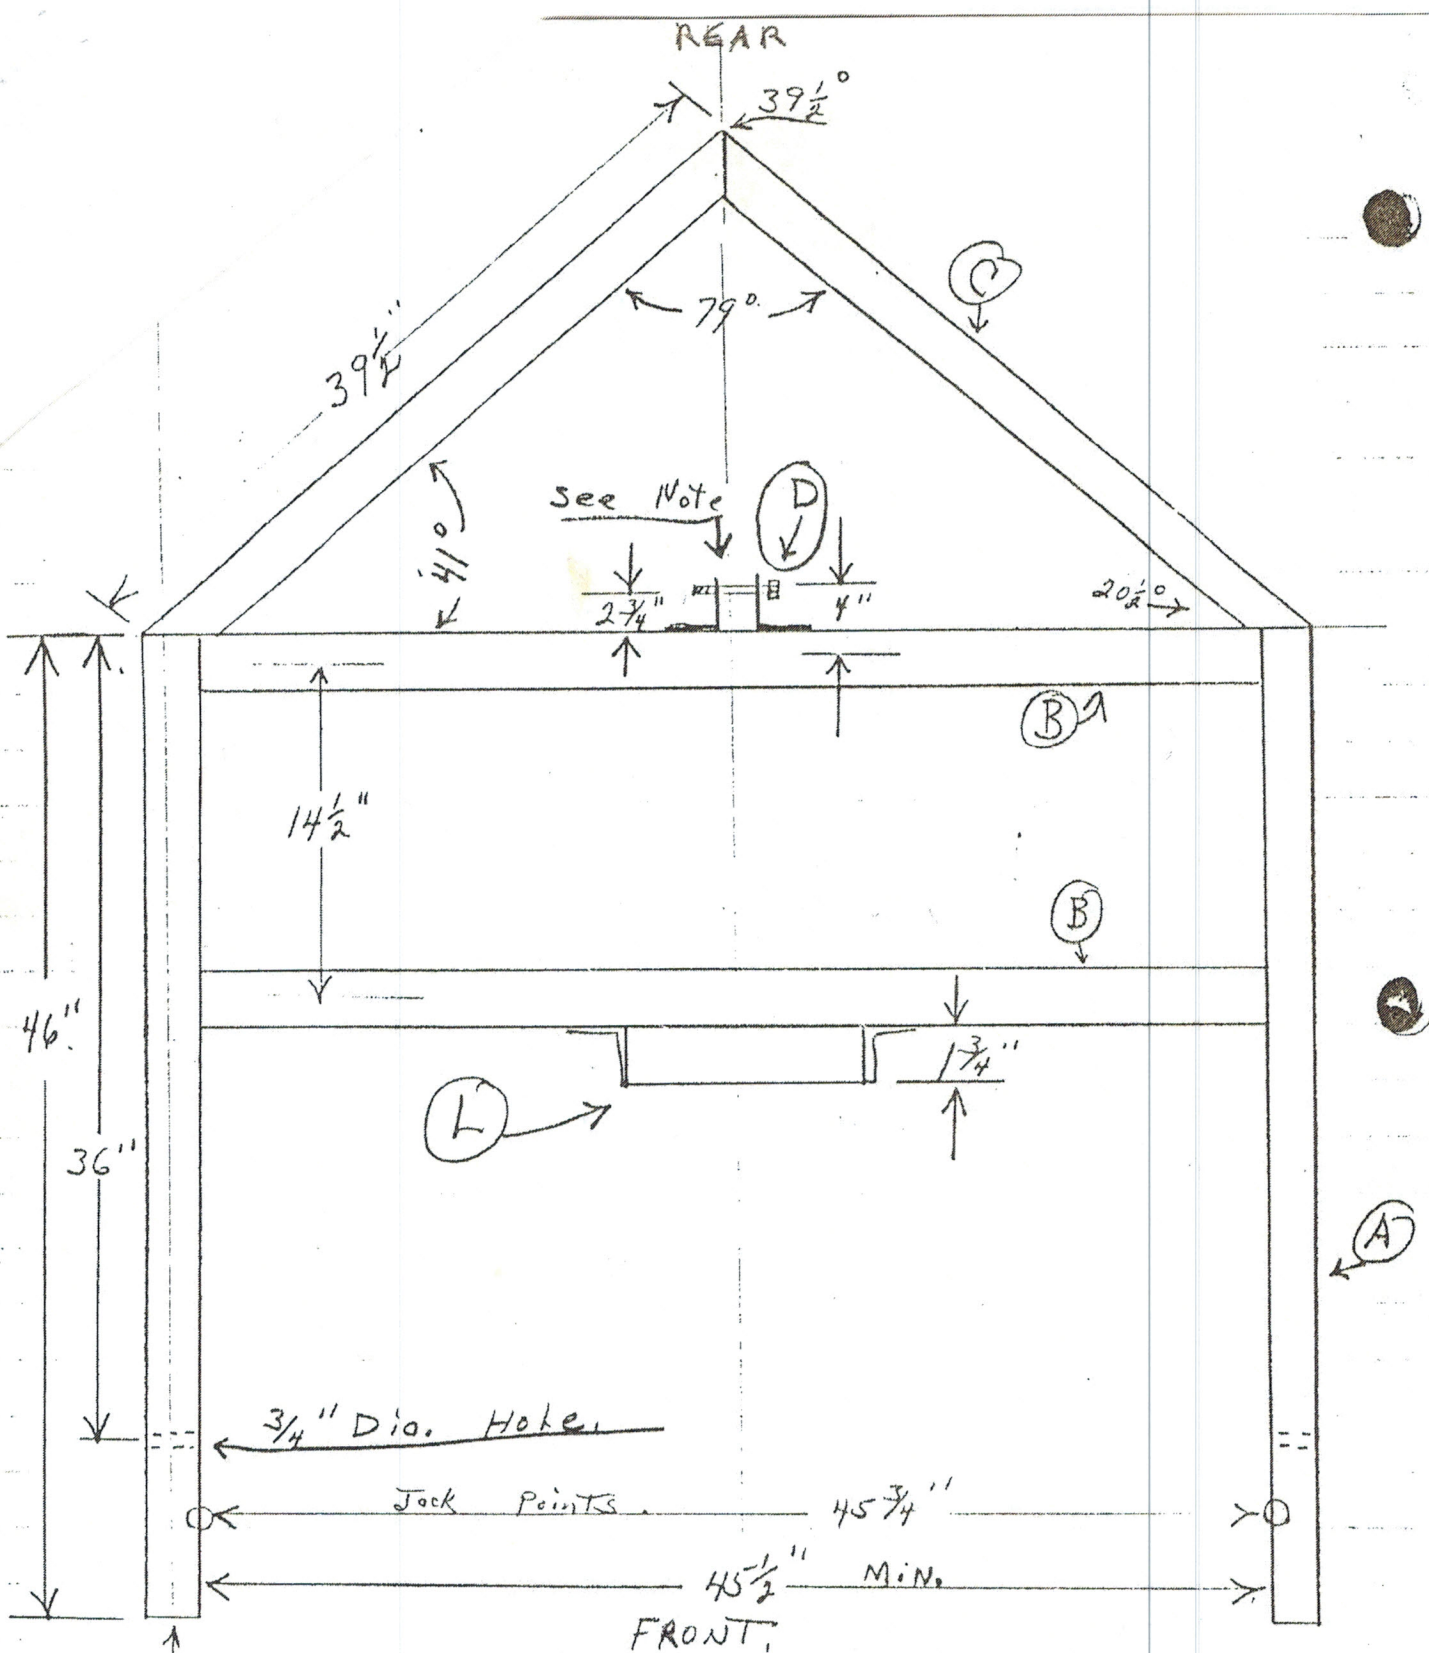 REAR
39½°
C
79°.
39½"
See Note
D
41°
2¾"
4"
20½°
B
14½"
B
46".
1¾"
L
36"
A
¾" Dia. Hole.
Jack Points.
45¾"
45½" MiN.
FRONT.